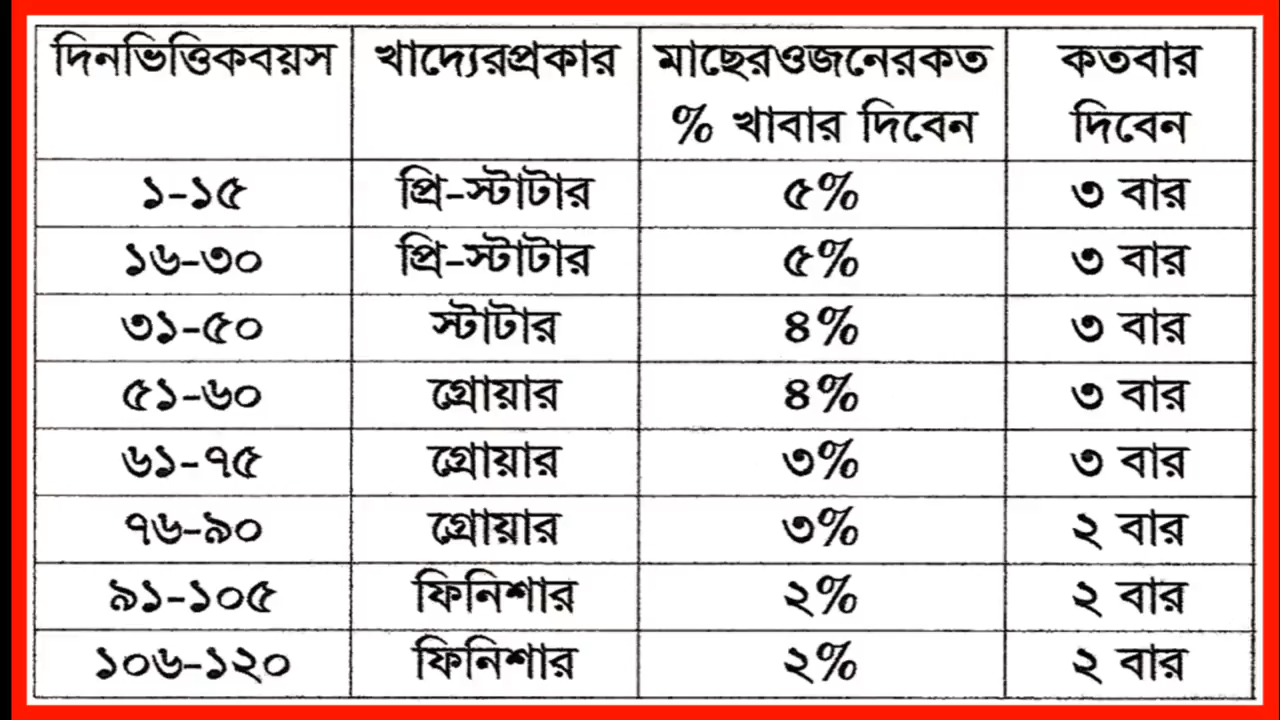 দিনভিত্তিকবয়স খাদ্যেরপ্রকার মাছেরওজনেরকত % খাবার দিবেন কতবার দিবেন
১-১৫ প্রি-স্টাটার ৫% ৩ বার
১৬-৩০ প্রি-স্টাটার ৫% ৩ বার
৩১-৫০ স্টাটার ৪% ৩ বার
৫১-৬০ গ্রোয়ার ৪% ৩ বার
৬১-৭৫ গ্রোয়ার ৩% ৩ বার
৭৬-৯০ গ্রোয়ার ৩% ২ বার
৯১-১০৫ ফিনিশার ২% ২ বার
১০৬-১২০ ফিনিশার ২% ২ বার